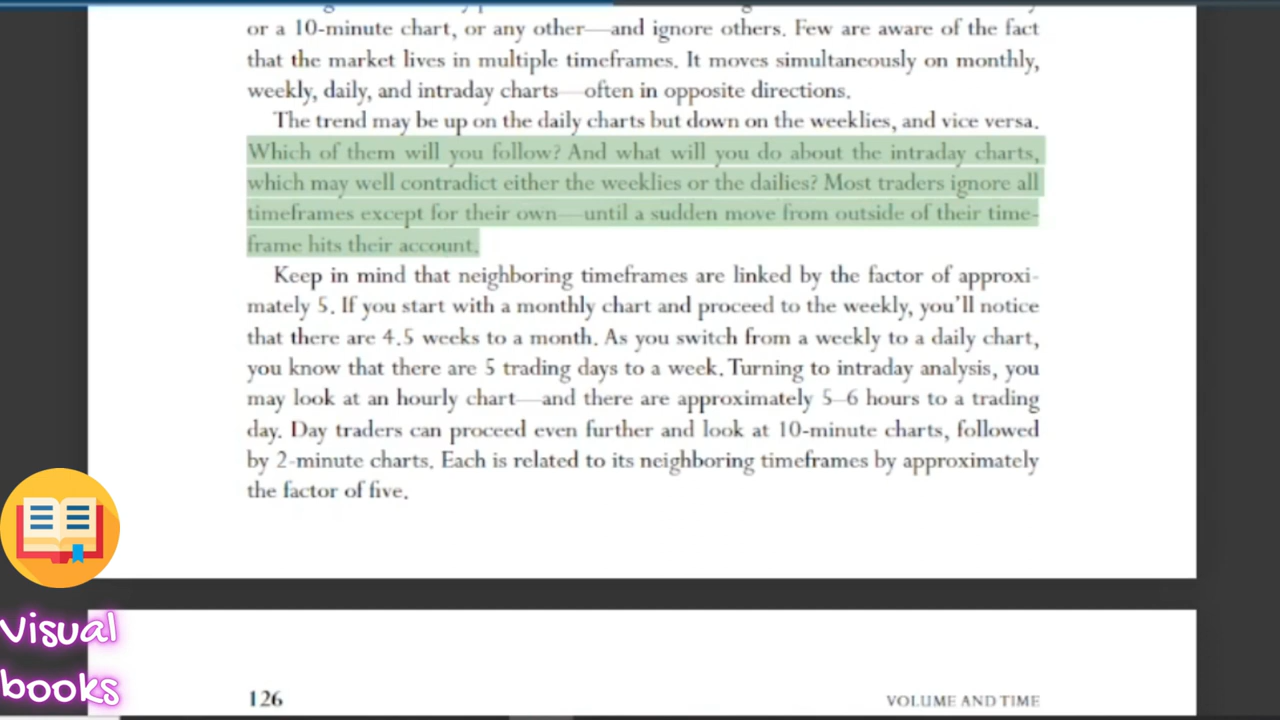 or a 10-minute chart, or any other—and ignore others. Few are aware of the fact
that the market lives in multiple timeframes. It moves simultaneously on monthly,
weekly, daily, and intraday charts—often in opposite directions.
The trend may be up on the daily charts but down on the weeklies, and vice versa.
Which of them will you follow? And what will you do about the intraday charts,
which may well contradict either the weeklies or the dailies? Most traders ignore all
timeframes except for their own—until a sudden move from outside of their time-
frame hits their account.
Keep in mind that neighboring timeframes are linked by the factor of approxi-
mately 5. If you start with a monthly chart and proceed to the weekly, you'll notice
that there are 4.5 weeks to a month. As you switch from a weekly to a daily chart,
you know that there are 5 trading days to a week. Turning to intraday analysis, you
may look at an hourly chart—and there are approximately 5–6 hours to a trading
day. Day traders can proceed even further and look at 10-minute charts, followed
by 2-minute charts. Each is related to its neighboring timeframes by approximately
the factor of five.
Visual
books
126
VOLUME AND TIME